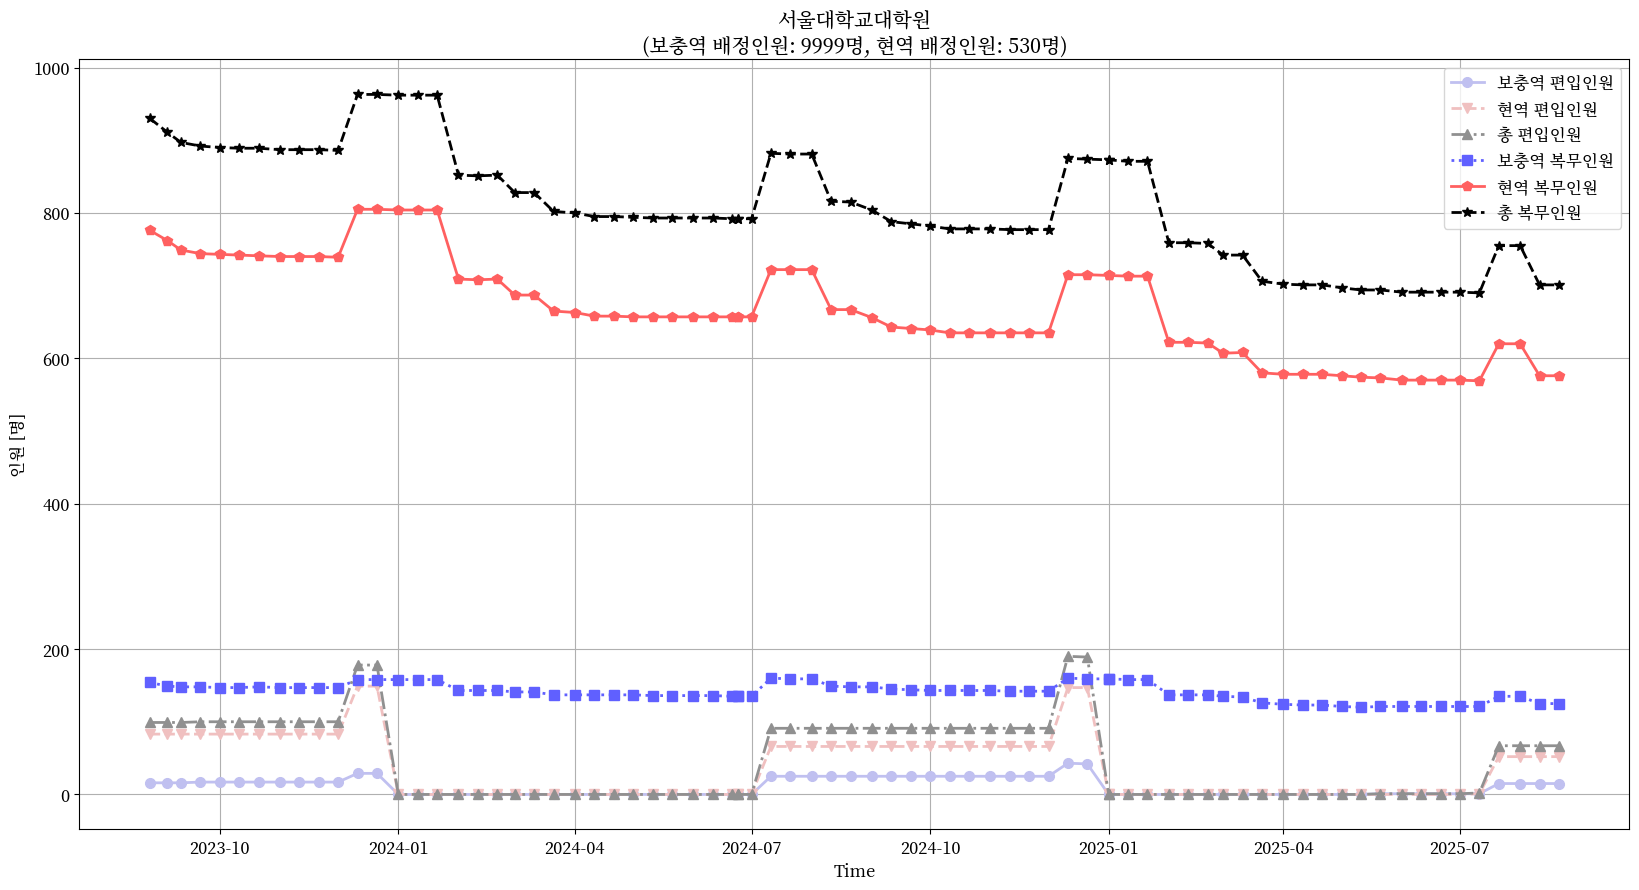 서울대학교대학원
(보충역 배정인원: 9999명, 현역 배정인원: 530명)
1000
800
600
400
200
0
인원 [명]
보충역 편입인원
현역 편입인원
총 편입인원
보충역 복무인원
현역 복무인원
총 복무인원
2023-10
2024-01
2024-04
2024-07
2024-10
2025-01
2025-04
2025-07
Time